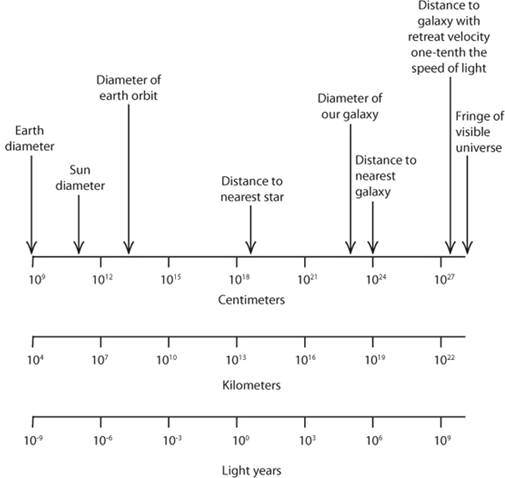 Distance to
galaxy with
retreat velocity
one-tenth the
speed of light
Diameter of
earth orbit
Diameter of
our galaxy
Fringe of
visible
universe
Earth
diameter
Sun
diameter
Distance to
nearest star
Distance to
nearest
galaxy
10⁹ 10¹² 10¹⁵ 10¹⁸ 10²¹ 10²⁴ 10²⁷
Centimeters
10⁴ 10⁷ 10¹⁰ 10¹³ 10¹⁶ 10¹⁹ 10²²
Kilometers
10⁻⁹ 10⁻⁶ 10⁻³ 10⁰ 10³ 10⁶ 10⁹
Light years